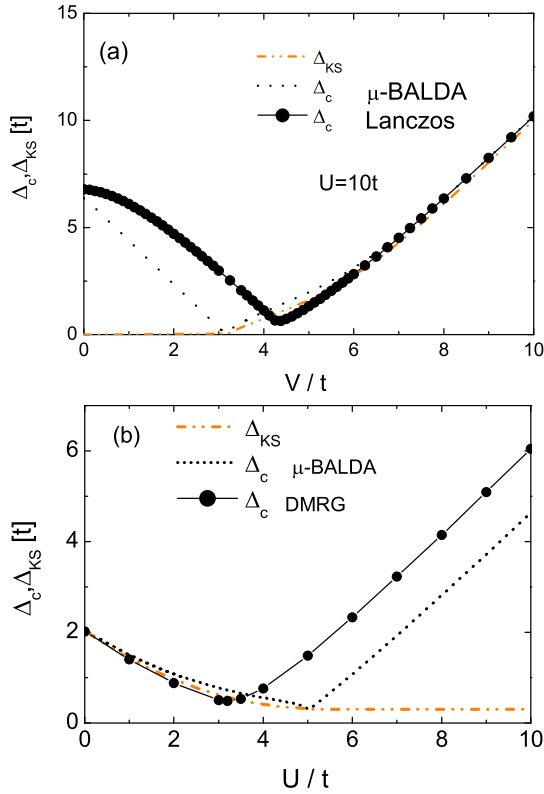 (a)
Δ_c,Δ_KS [t]
15
10
5
0
Δ_KS
Δ_c μ-BALDA
Δ_c Lanczos
U=10t
0 2 4 6 8 10
V / t
(b)
Δ_c,Δ_KS [t]
6
4
2
0
Δ_KS
Δ_c μ-BALDA
Δ_c DMRG
0 2 4 6 8 10
U / t